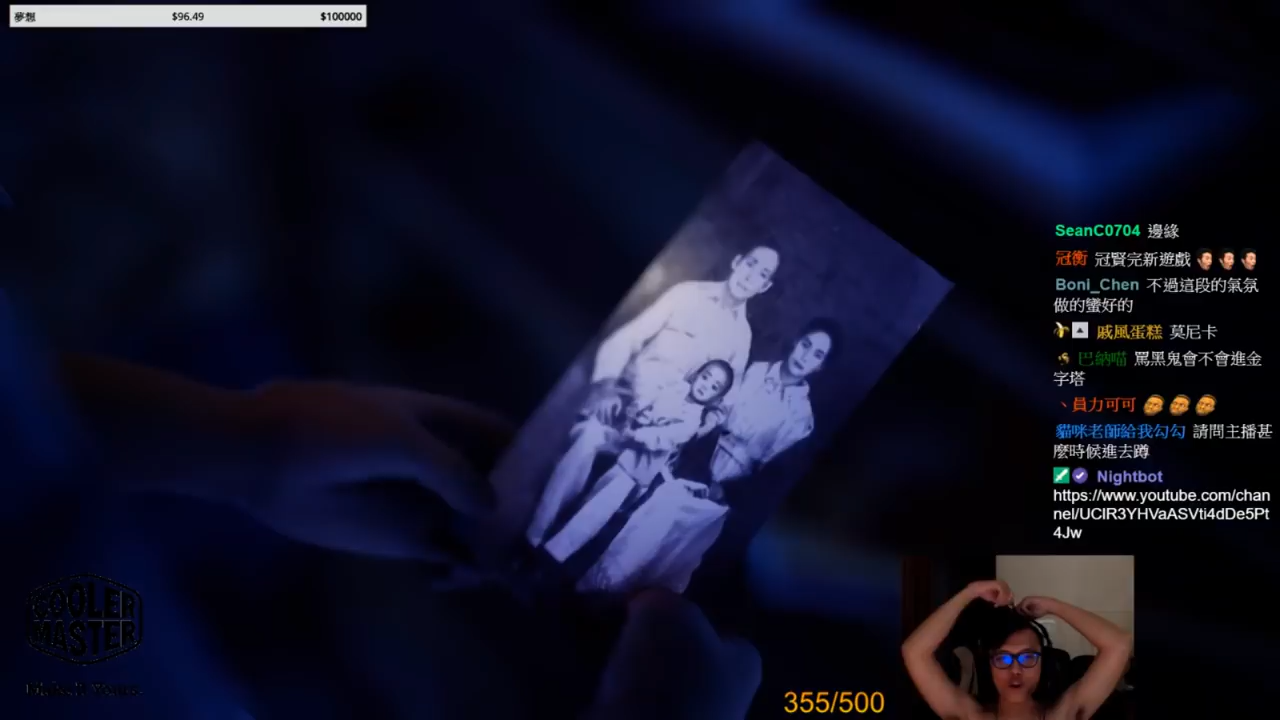 夢想 $96.49 $100000
SeanC0704 邊緣
冠衡 冠賢完新遊戲
Boni_Chen 不過這段的氣氛
做的蠻好的
戚風蛋糕 莫尼卡
巴納喵 罵黑鬼會不會進金
字塔
丶員力可可
貓咪老師給我勾勾 請問主播甚
麼時候進去蹲
Nightbot
https://www.youtube.com/chan
nel/UClR3YHVaASVti4dDe5Pt
4Jw
COOLER
MASTER
355/500